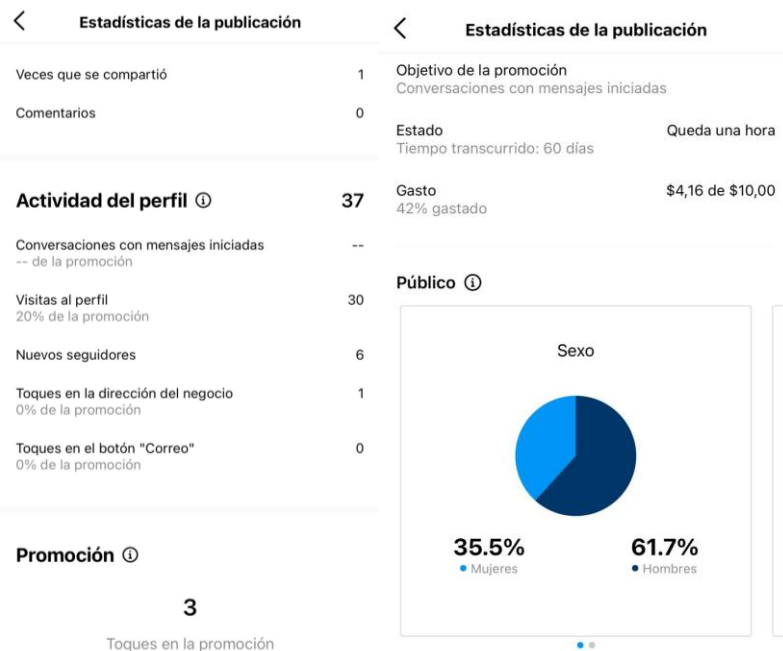 Estadísticas de la publicación
Veces que se compartió 1
Comentarios 0
Actividad del perfil 37
Conversaciones con mensajes iniciadas --
-- de la promoción
Visitas al perfil 30
20% de la promoción
Nuevos seguidores 6
Toques en la dirección del negocio 1
0% de la promoción
Toques en el botón "Correo" 0
0% de la promoción
Promoción
3
Toques en la promoción
Estadísticas de la publicación
Objetivo de la promoción
Conversaciones con mensajes iniciadas
Estado Queda una hora
Tiempo transcurrido: 60 días
Gasto $4,16 de $10,00
42% gastado
Público
Sexo
35.5% 61.7%
Mujeres Hombres